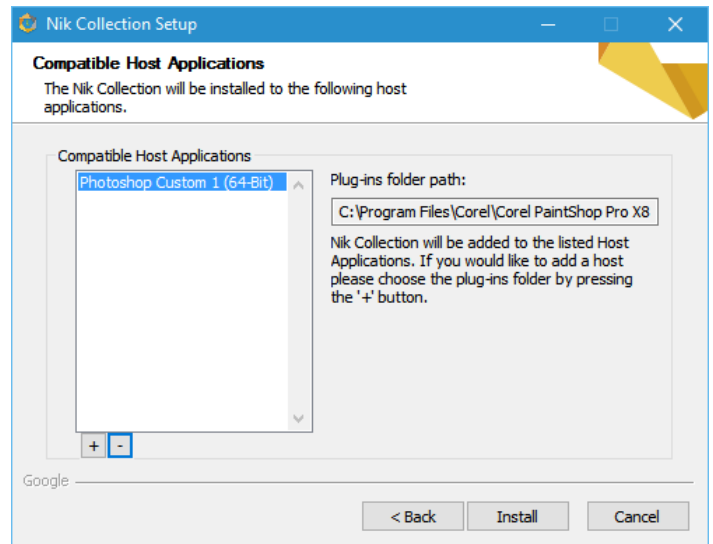 Nik Collection Setup
Compatible Host Applications
The Nik Collection will be installed to the following host
applications.
Compatible Host Applications
Photoshop Custom 1 (64-Bit)
Plug-ins folder path:
C:\Program Files\Corel\Corel PaintShop Pro X8
Nik Collection will be added to the listed Host
Applications. If you would like to add a host
please choose the plug-ins folder by pressing
the '+' button.
+ -
Google
< Back Install Cancel